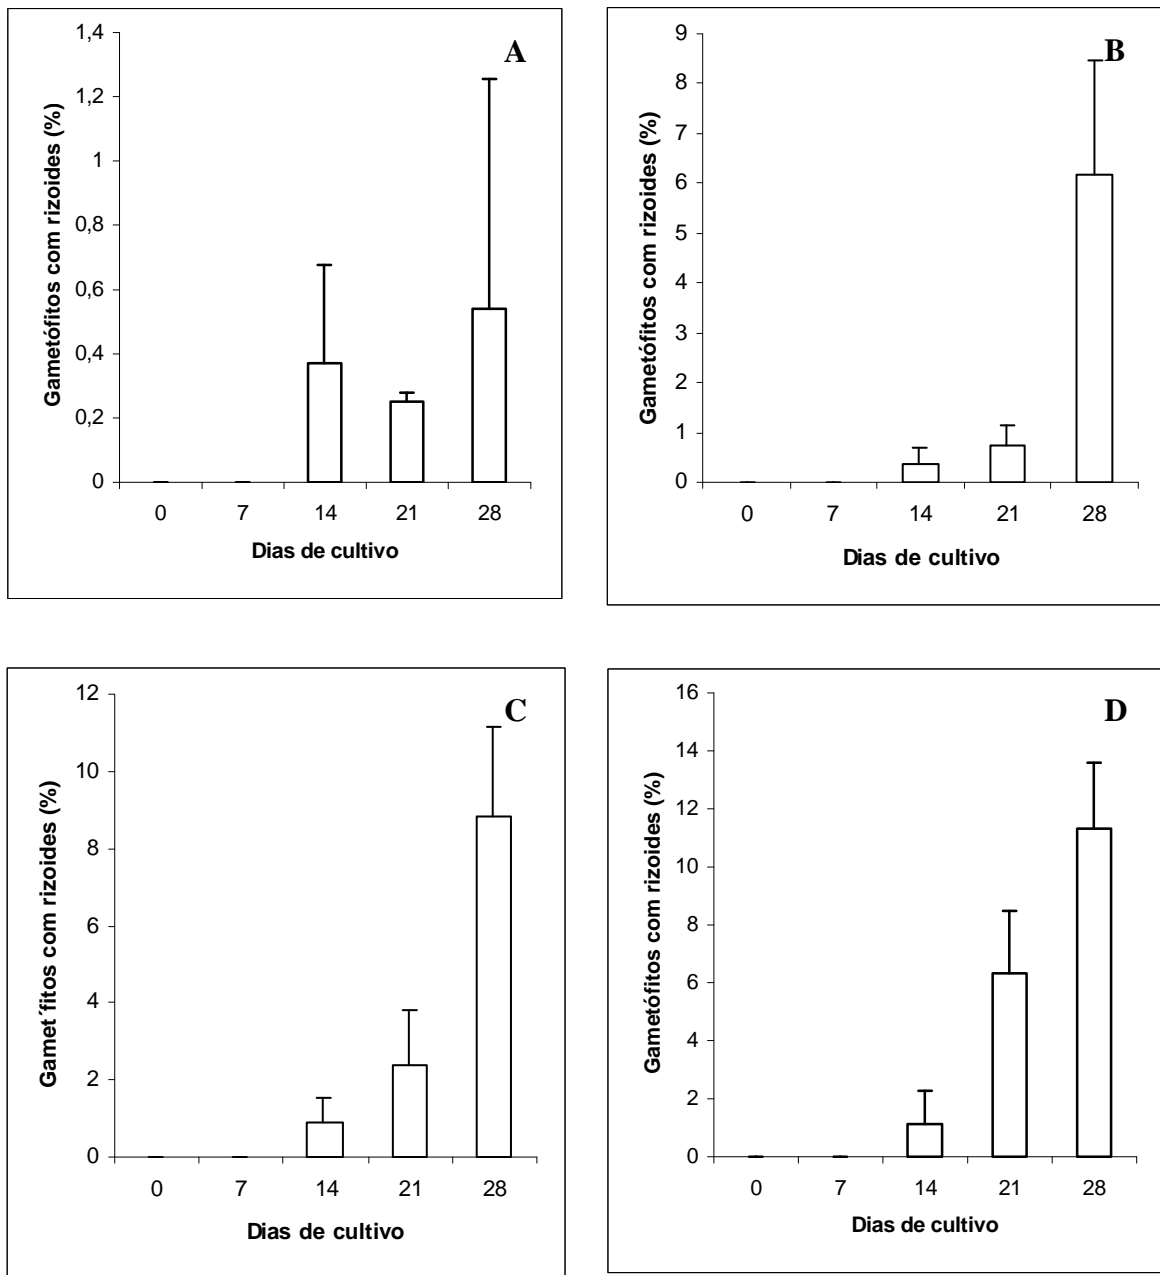 A
Gametófitos com rizoides (%)
1,4
1,2
1
0,8
0,6
0,4
0,2
0
0 7 14 21 28
Dias de cultivo
B
Gametófitos com rizoides (%)
9
8
7
6
5
4
3
2
1
0
0 7 14 21 28
Dias de cultivo
C
Gamet´fitos com rizoides (%)
12
10
8
6
4
2
0
0 7 14 21 28
Dias de cultivo
D
Gametófitos com rizoides (%)
16
14
12
10
8
6
4
2
0
0 7 14 21 28
Dias de cultivo